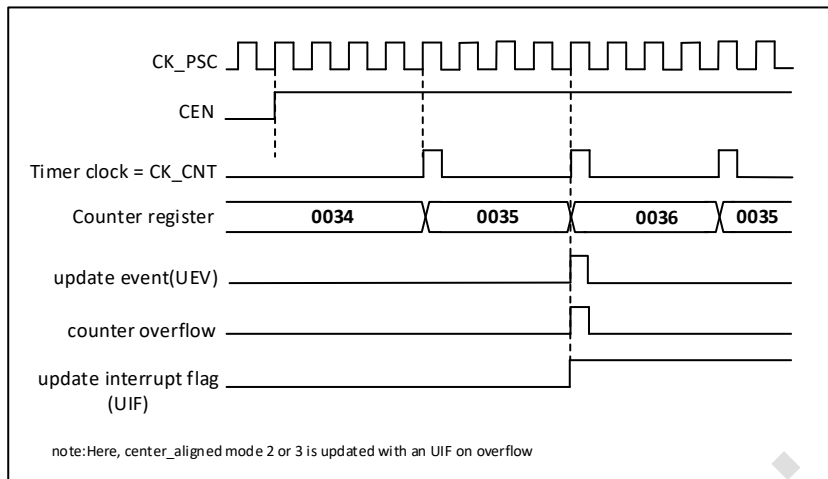 CK_PSC
CEN
Timer clock = CK_CNT
Counter register 0034 0035 0036 0035
update event(UEV)
counter overflow
update interrupt flag
(UIF)
note:Here, center_aligned mode 2 or 3 is updated with an UIF on overflow